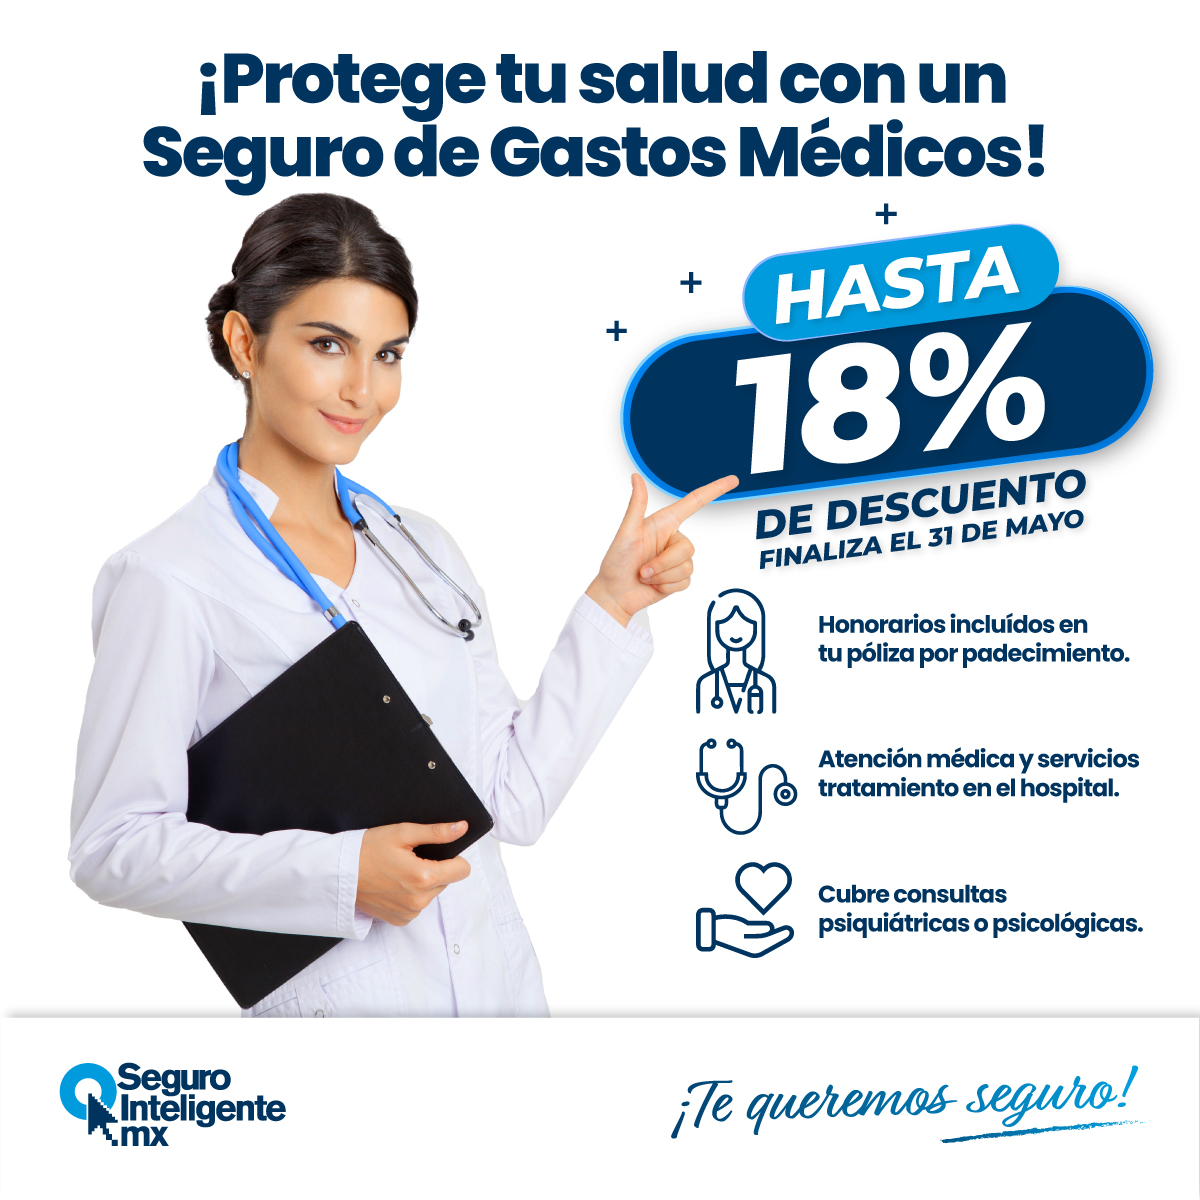 ¡Protege tu salud con un
Seguro de Gastos Médicos!
HASTA
18%
DE DESCUENTO
FINALIZA EL 31 DE MAYO
Honorarios incluídos en
tu póliza por padecimiento.
Atención médica y servicios
tratamiento en el hospital.
Cubre consultas
psiquiátricas o psicológicas.
Seguro
Inteligente
.mx
¡Te queremos seguro!